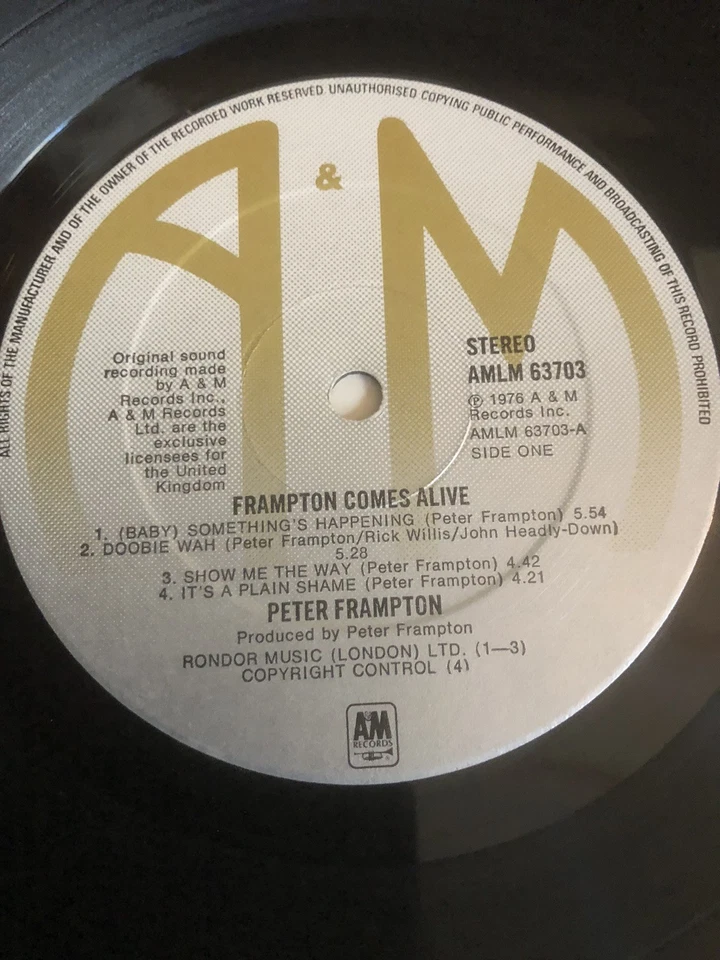 ALL RIGHTS OF THE MANUFACTURER AND OF THE OWNER OF THE RECORDED WORK RESERVED. UNAUTHORISED COPYING PUBLIC PERFORMANCE AND BROADCASTING OF THIS RECORD PROHIBITED
A & M
Original sound
recording made
by A & M
Records Inc.,
A & M Records
Ltd. are the
exclusive
licensees for
the United
Kingdom
STEREO
AMLM 63703
Ⓟ 1976 A & M
Records Inc.
AMLM 63703-A
SIDE ONE
FRAMPTON COMES ALIVE
1. (BABY) SOMETHING'S HAPPENING (Peter Frampton) 5.54
2. DOOBIE WAH (Peter Frampton/Rick Willis/John Headly-Down)
5.28
3. SHOW ME THE WAY (Peter Frampton) 4.42
4. IT'S A PLAIN SHAME (Peter Frampton) 4.21
PETER FRAMPTON
Produced by Peter Frampton
RONDOR MUSIC (LONDON) LTD. (1—3)
COPYRIGHT CONTROL (4)
A&M
RECORDS